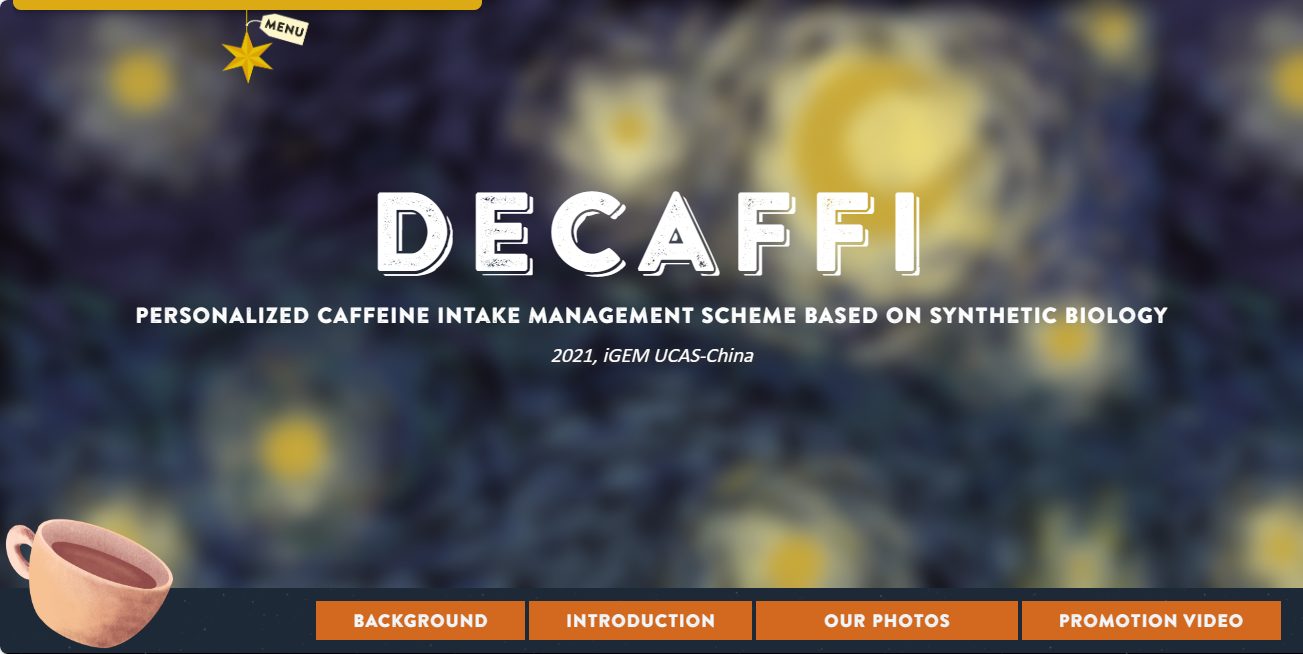 MENU
DECAFFI
PERSONALIZED CAFFEINE INTAKE MANAGEMENT SCHEME BASED ON SYNTHETIC BIOLOGY
2021, iGEM UCAS-China
BACKGROUND
INTRODUCTION
OUR PHOTOS
PROMOTION VIDEO